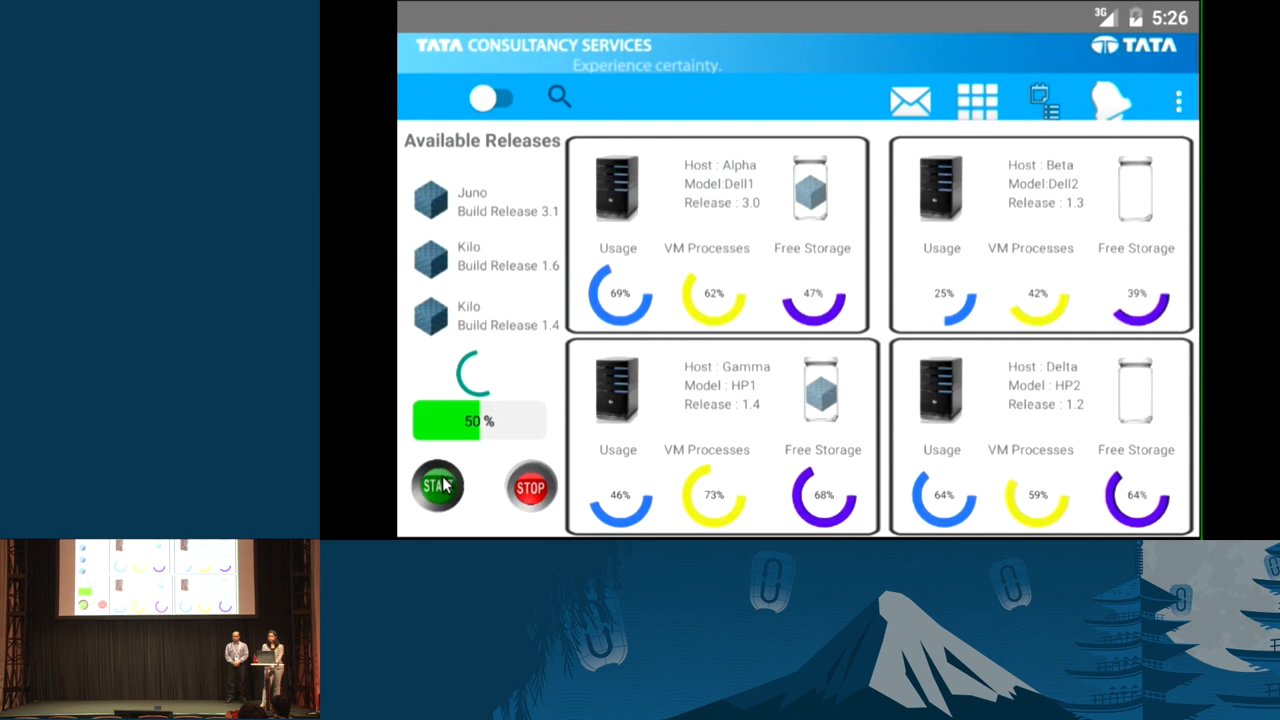 3G 5:26
TATA CONSULTANCY SERVICES
Experience certainty.
TATA
Available Releases
Juno
Build Release 3.1
Kilo
Build Release 1.6
Kilo
Build Release 1.4
50 %
START
STOP
Host : Alpha
Model:Dell1
Release : 3.0
Usage VM Processes Free Storage
69% 62% 47%
Host : Beta
Model:Dell2
Release : 1.3
Usage VM Processes Free Storage
25% 42% 39%
Host : Gamma
Model : HP1
Release : 1.4
Usage VM Processes Free Storage
46% 73% 68%
Host : Delta
Model : HP2
Release : 1.2
Usage VM Processes Free Storage
64% 59% 64%